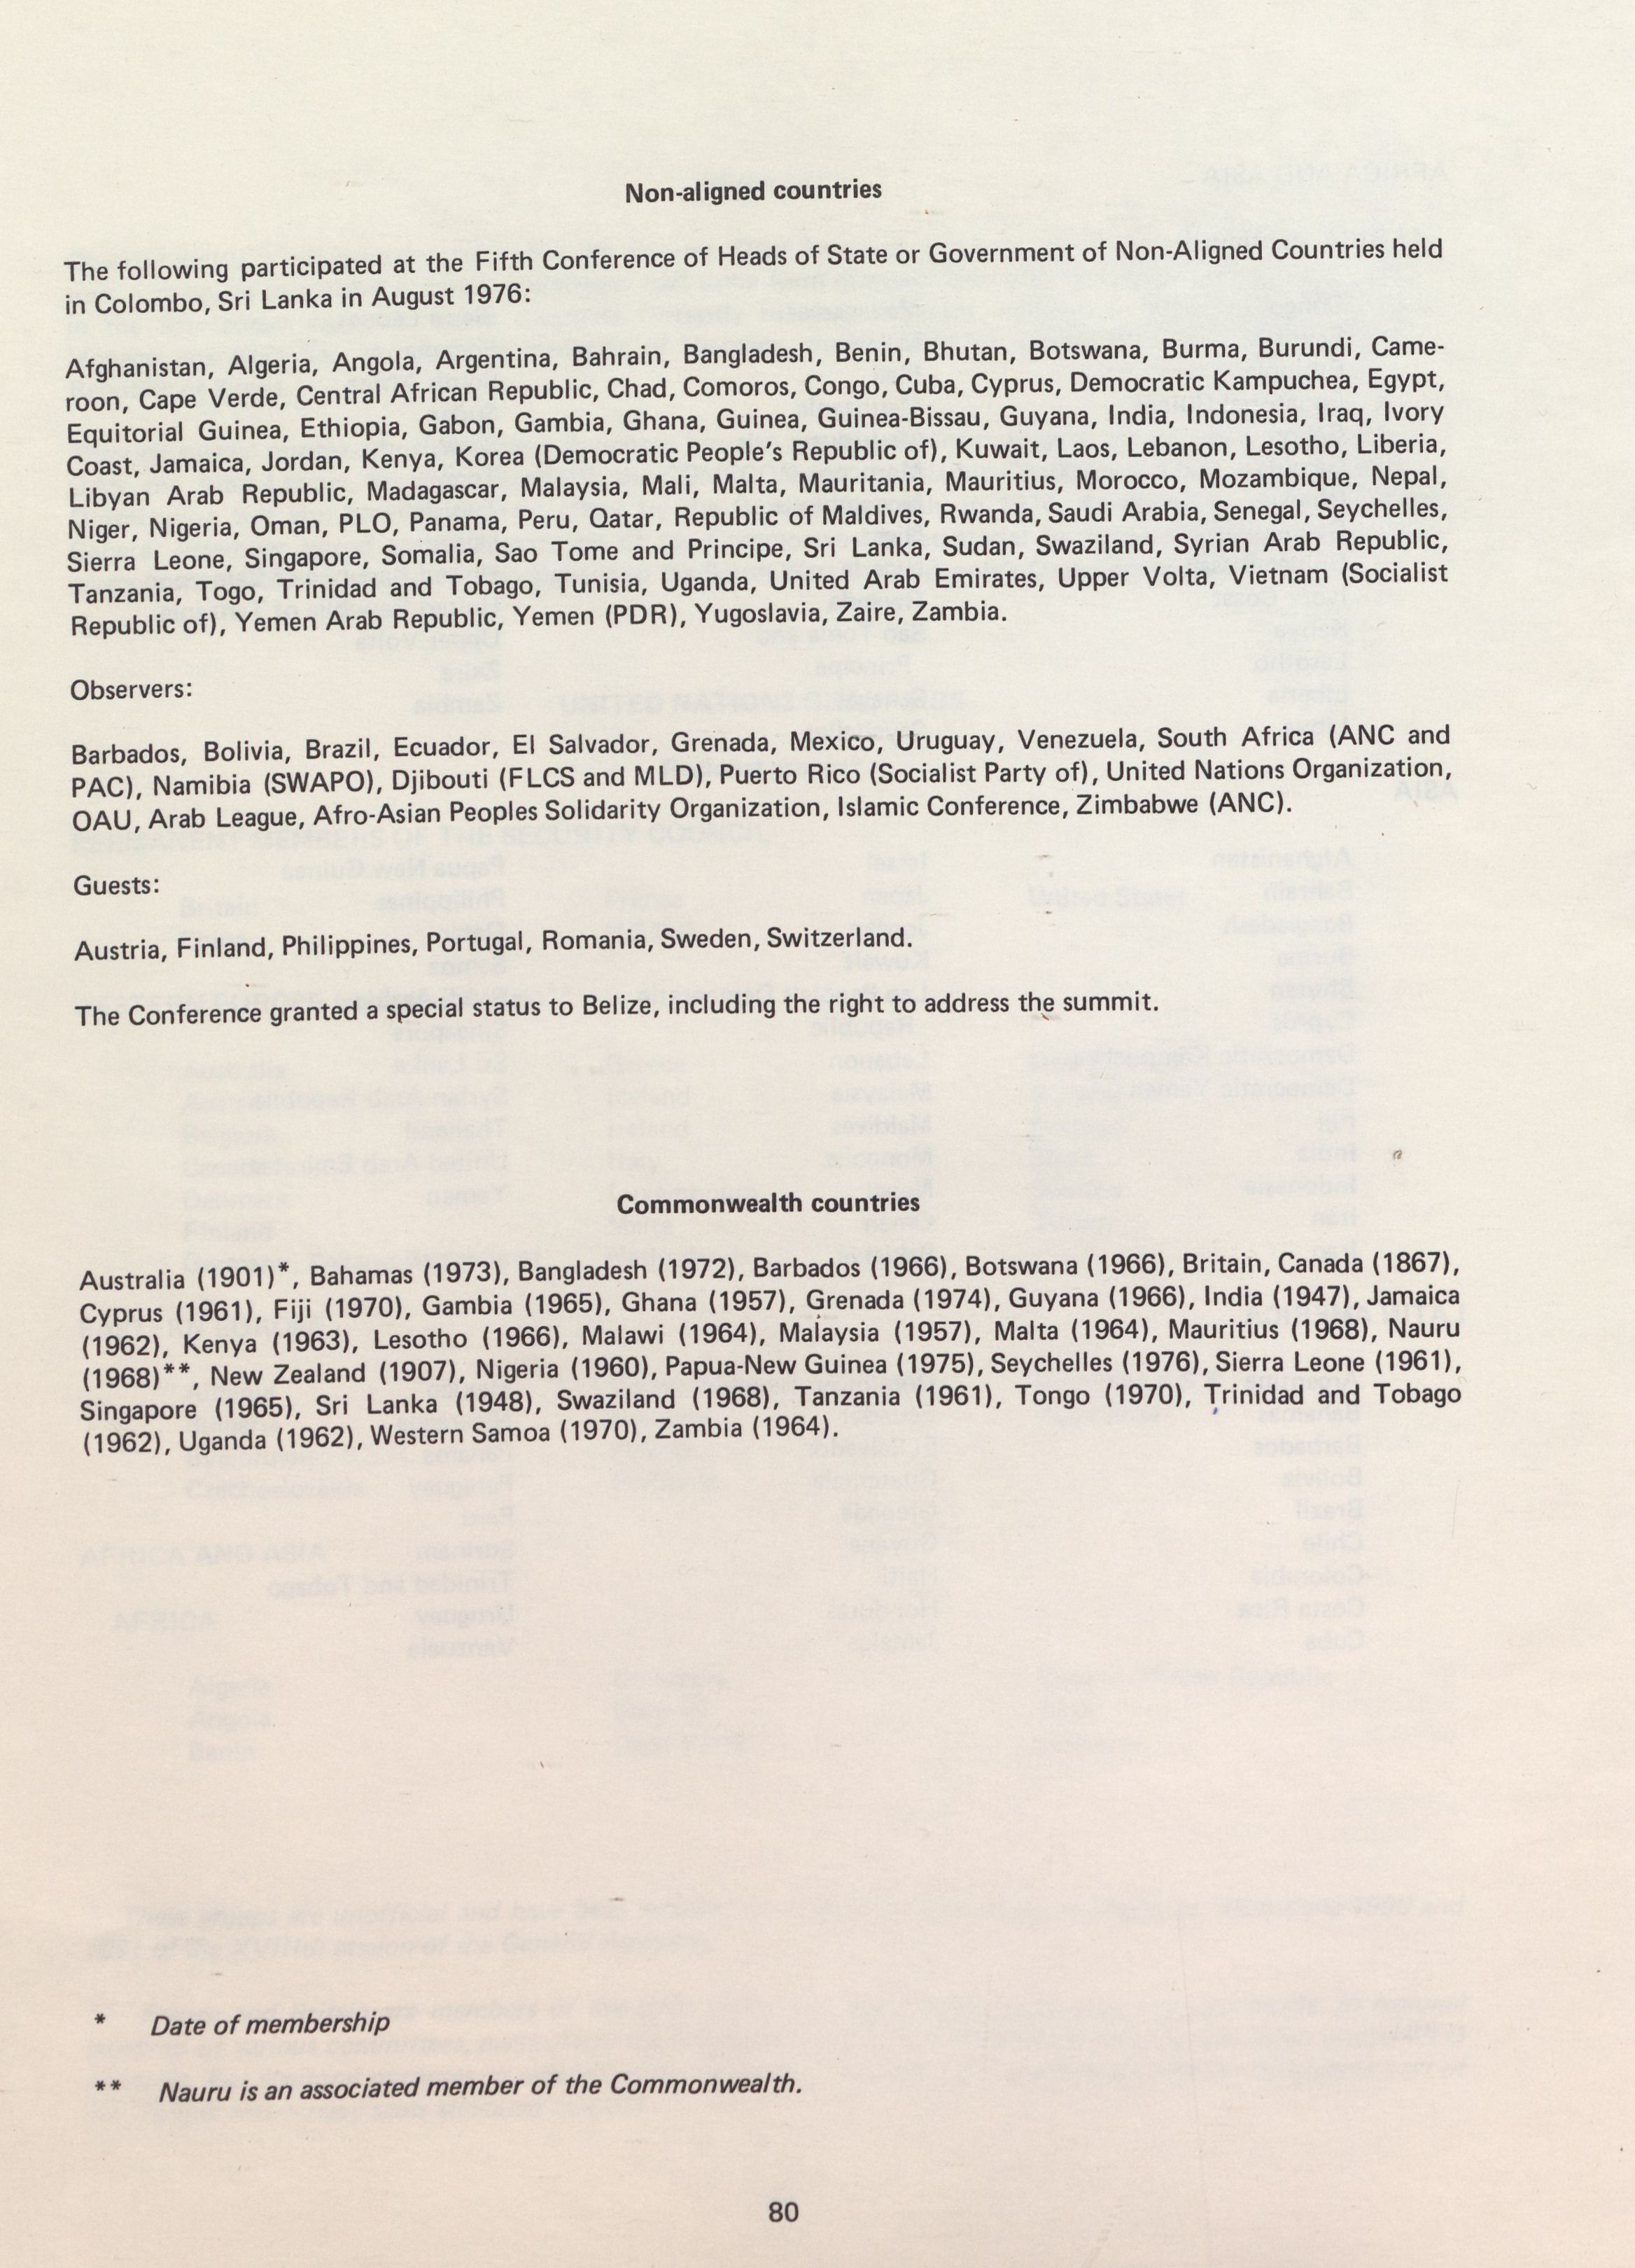 Non-aligned countries
The following participated at the Fifth Conference of Heads of State or Government of Non-Aligned Countries held
in Colombo, Sri Lanka in August 1976:
Afghanistan, Algeria, Angola, Argentina, Bahrain, Bangladesh, Benin, Bhutan, Botswana, Burma, Burundi, Came-
roon, Cape Verde, Central African Republic, Chad, Comoros, Congo, Cuba, Cyprus, Democratic Kampuchea, Egypt,
Equitorial Guinea, Ethiopia, Gabon, Gambia, Ghana, Guinea, Guinea-Bissau, Guyana, India, Indonesia, Iraq, Ivory
Coast, Jamaica, Jordan, Kenya, Korea (Democratic People's Republic of), Kuwait, Laos, Lebanon, Lesotho, Liberia,
Libyan Arab Republic, Madagascar, Malaysia, Mali, Malta, Mauritania, Mauritius, Morocco, Mozambique, Nepal,
Niger, Nigeria, Oman, PLO, Panama, Peru, Qatar, Republic of Maldives, Rwanda, Saudi Arabia, Senegal, Seychelles,
Sierra Leone, Singapore, Somalia, Sao Tome and Principe, Sri Lanka, Sudan, Swaziland, Syrian Arab Republic,
Tanzania, Togo, Trinidad and Tobago, Tunisia, Uganda, United Arab Emirates, Upper Volta, Vietnam (Socialist
Republic of), Yemen Arab Republic, Yemen (PDR), Yugoslavia, Zaire, Zambia.
Observers:
Barbados, Bolivia, Brazil, Ecuador, El Salvador, Grenada, Mexico, Uruguay, Venezuela, South Africa (ANC and
PAC), Namibia (SWAPO), Djibouti (FLCS and MLD), Puerto Rico (Socialist Party of), United Nations Organization,
OAU, Arab League, Afro-Asian Peoples Solidarity Organization, Islamic Conference, Zimbabwe (ANC).
Guests:
Austria, Finland, Philippines, Portugal, Romania, Sweden, Switzerland.
The Conference granted a special status to Belize, including the right to address the summit.
Commonwealth countries
Australia (1901)*, Bahamas (1973), Bangladesh (1972), Barbados (1966), Botswana (1966), Britain, Canada (1867),
Cyprus (1961), Fiji (1970), Gambia (1965), Ghana (1957), Grenada (1974), Guyana (1966), India (1947), Jamaica
(1962), Kenya (1963), Lesotho (1966), Malawi (1964), Malaysia (1957), Malta (1964), Mauritius (1968), Nauru
(1968)**, New Zealand (1907), Nigeria (1960), Papua-New Guinea (1975), Seychelles (1976), Sierra Leone (1961),
Singapore (1965), Sri Lanka (1948), Swaziland (1968), Tanzania (1961), Tongo (1970), Trinidad and Tobago
(1962), Uganda (1962), Western Samoa (1970), Zambia (1964).
* Date of membership
** Nauru is an associated member of the Commonwealth.
80